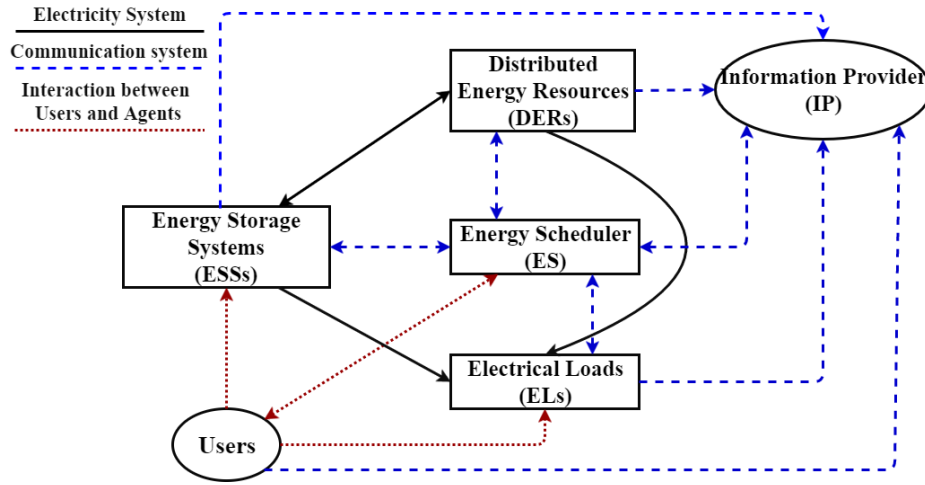 Electricity System
Communication system
Interaction between
Users and Agents
Distributed
Energy Resources
(DERs)
Information Provider
(IP)
Energy Storage
Systems
(ESSs)
Energy Scheduler
(ES)
Electrical Loads
(ELs)
Users